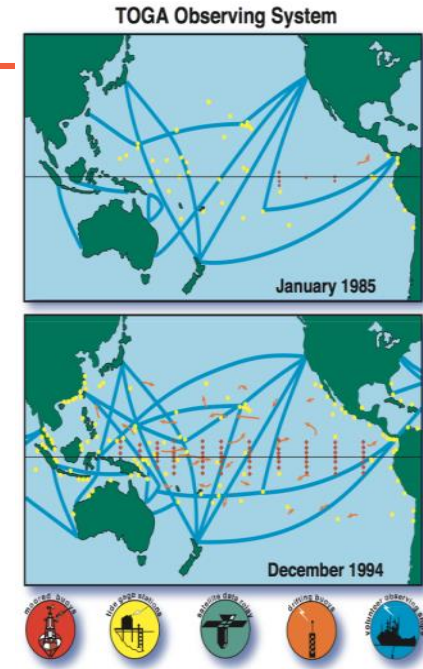 TOGA Observing System
January 1985
December 1994
moored buoys
tide gage stations
satellite data relay
drifting buoys
volunteer observing ships